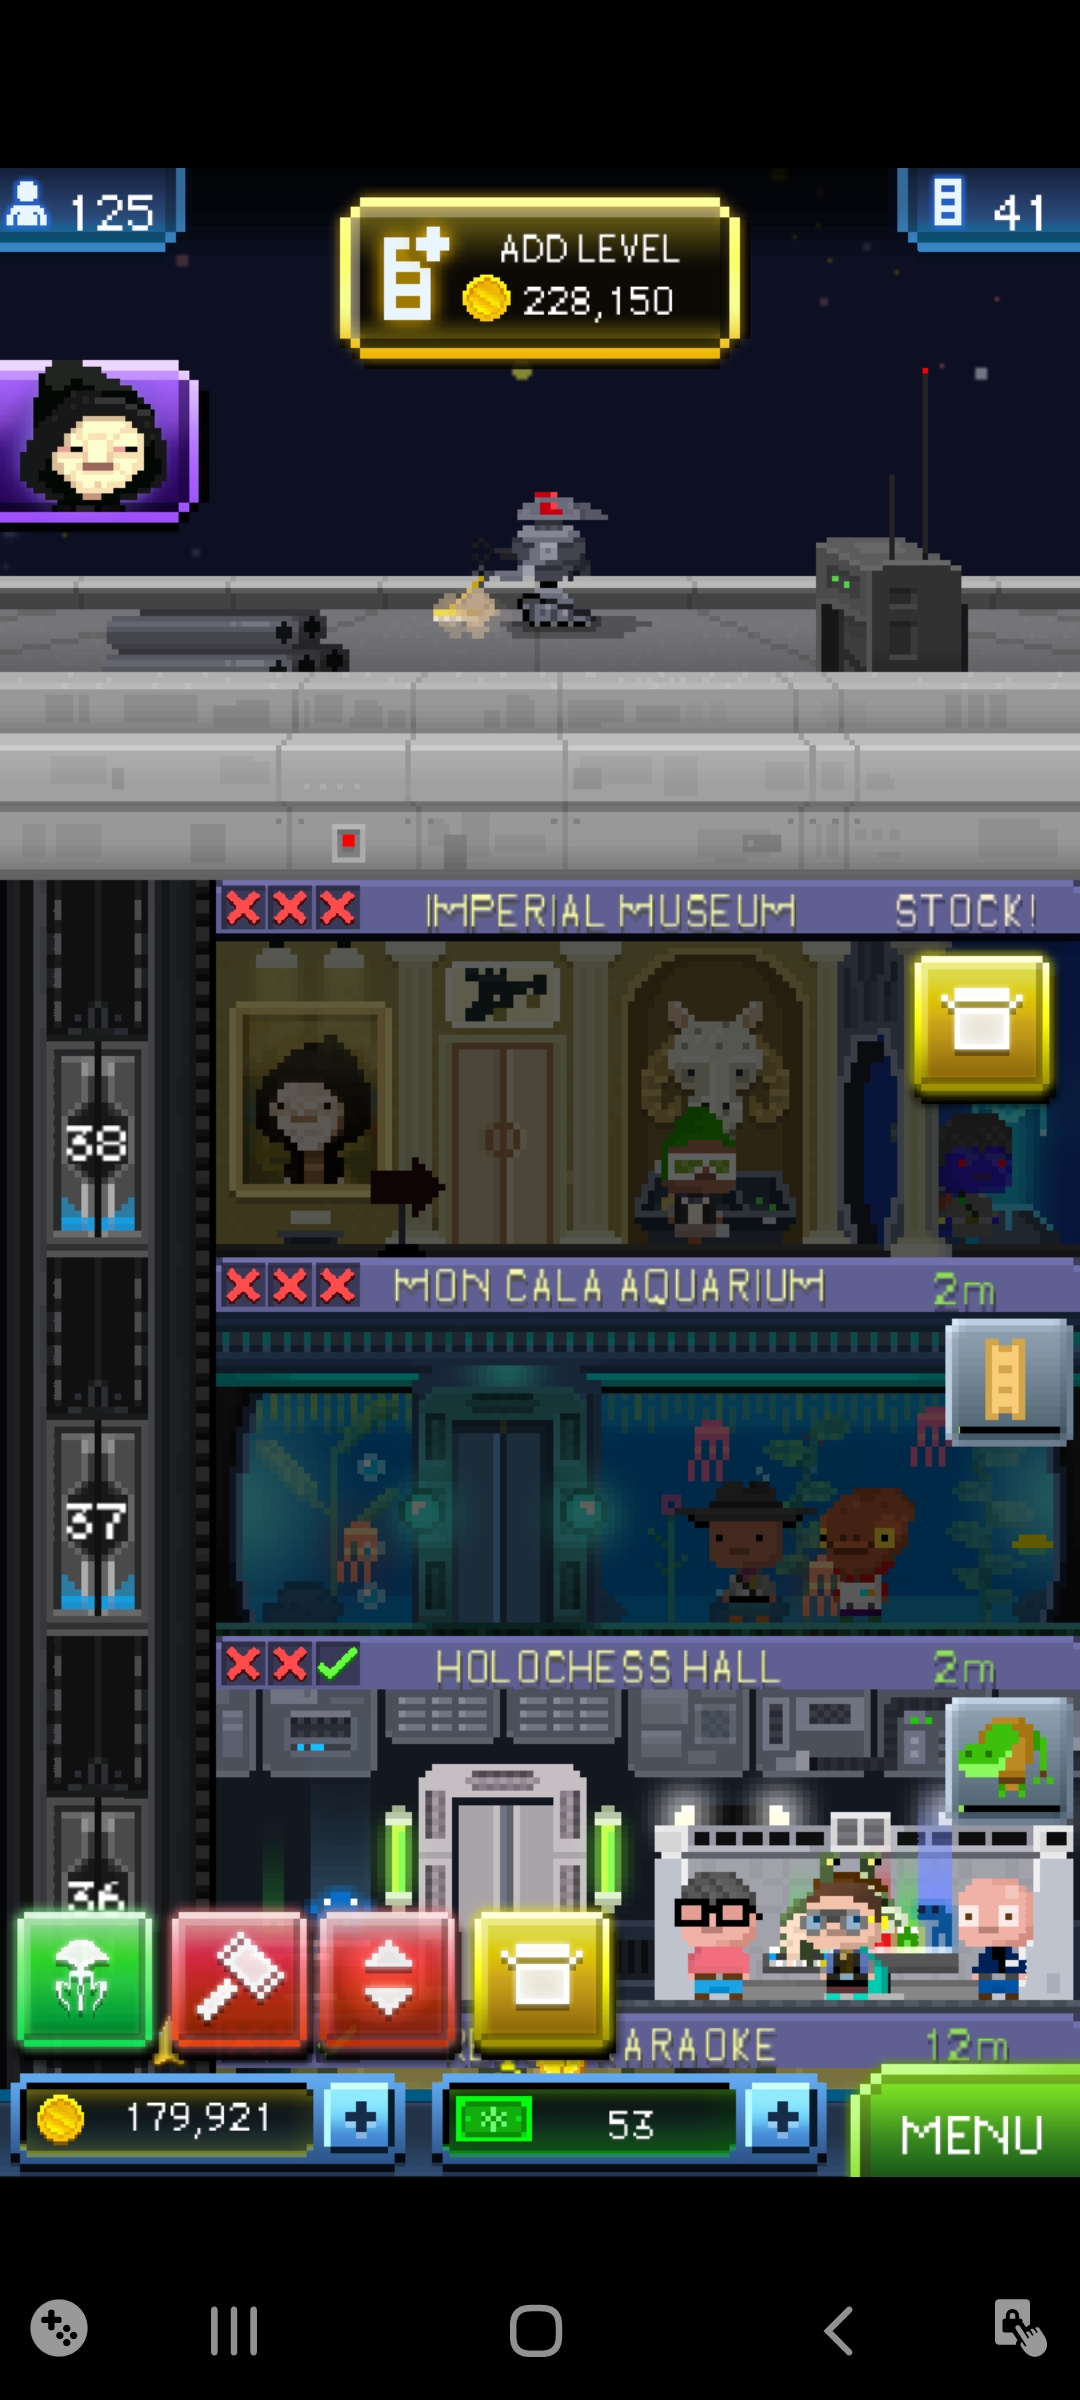 125
ADD LEVEL
228,150
41
IMPERIAL MUSEUM STOCK!
38
MON CALA AQUARIUM 2m
37
HOLOCHESS HALL 2m
36
ARAOKE 12m
179,921
53
MENU